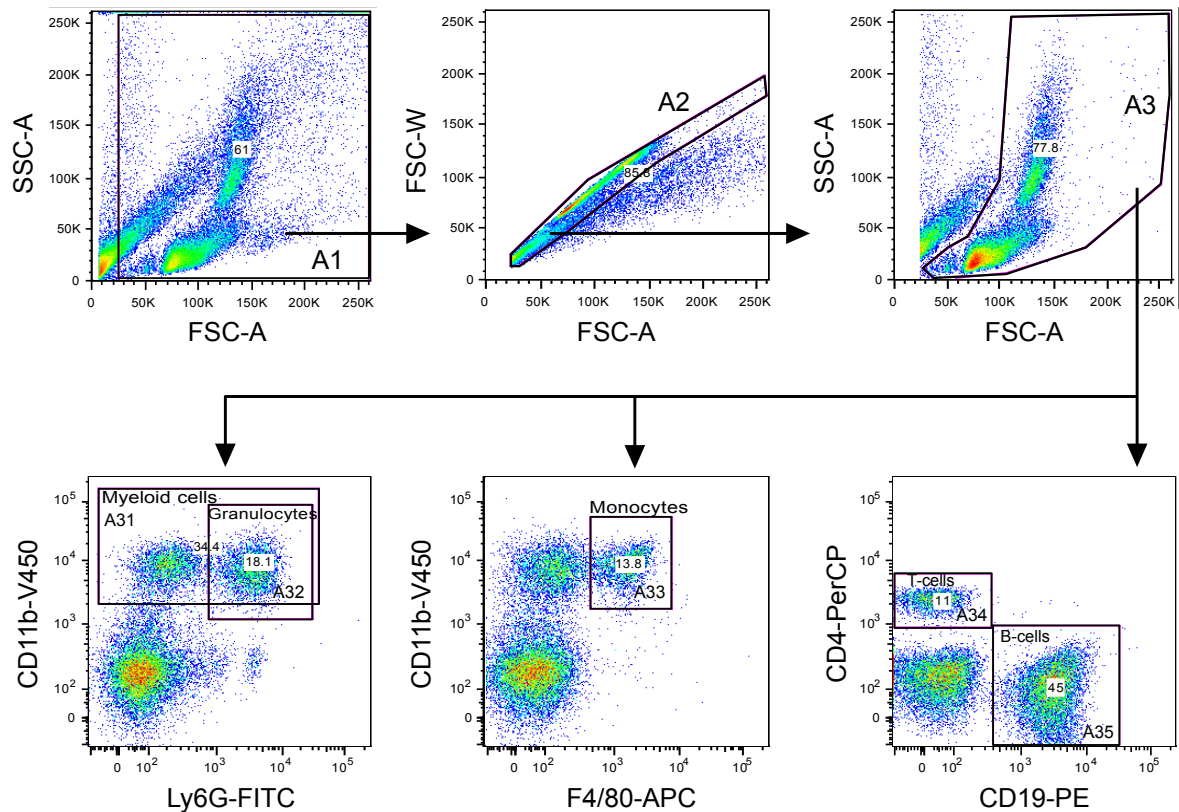 250K
200K
150K
100K
50K
0
SSC-A
61
A1
0
50K
100K
150K
200K
250K
FSC-A
250K
200K
150K
100K
50K
0
FSC-W
A2
85.8
0
50K
100K
150K
200K
250K
FSC-A
250K
200K
150K
100K
50K
0
SSC-A
A3
77.8
0
50K
100K
150K
200K
250K
FSC-A
10^5
10^4
10^3
10^2
0
CD11b-V450
Myeloid cells
A31
Granulocytes
34.4
18.1
A32
0
10^2
10^3
10^4
10^5
Ly6G-FITC
10^5
10^4
10^3
10^2
0
CD11b-V450
Monocytes
13.8
A33
0
10^2
10^3
10^4
10^5
F4/80-APC
10^5
10^4
10^3
10^2
0
CD4-PerCP
T-cells
11
A34
B-cells
45
A35
0
10^2
10^3
10^4
10^5
CD19-PE